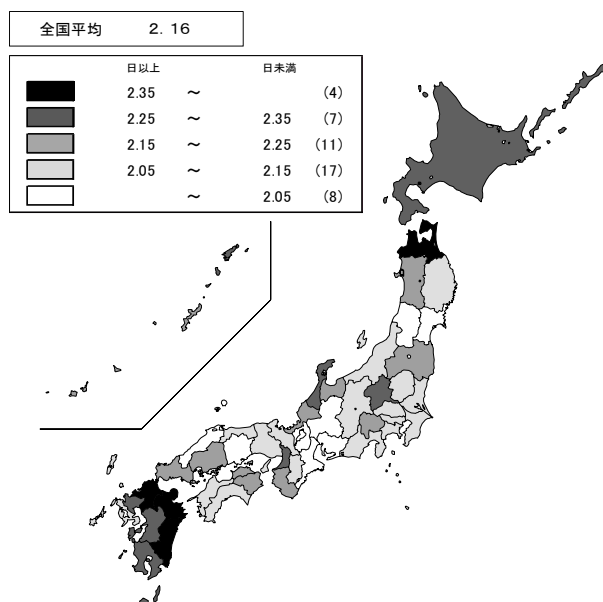 全国平均 2.16
日以上 日未満
2.35 ～ (4)
2.25 ～ 2.35 (7)
2.15 ～ 2.25 (11)
2.05 ～ 2.15 (17)
～ 2.05 (8)